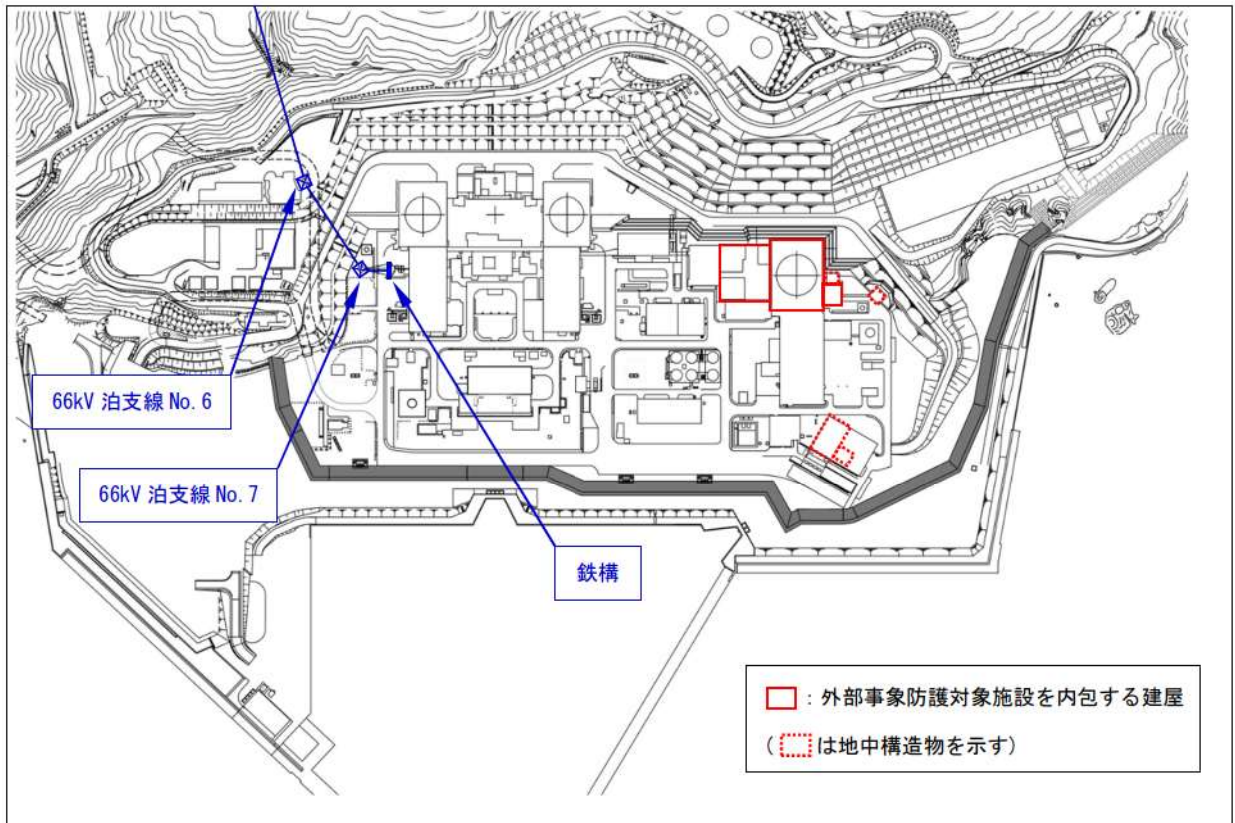 66kV 泊支線 No. 6
66kV 泊支線 No. 7
鉄構
：外部事象防護対象施設を内包する建屋
（ は地中構造物を示す）